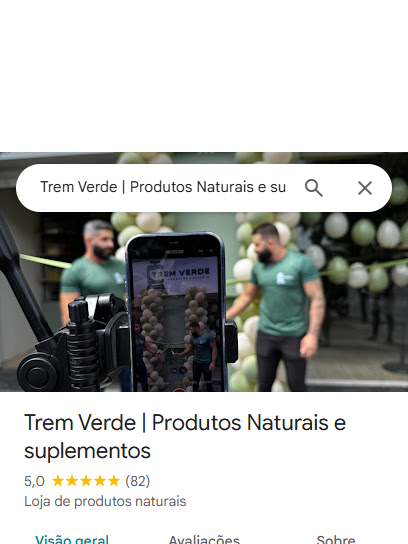 Trem Verde | Produtos Naturais e su
TREM VERDE
Trem Verde | Produtos Naturais e
suplementos
5,0 (82)
Loja de produtos naturais
Visão geral Avaliações Sobre